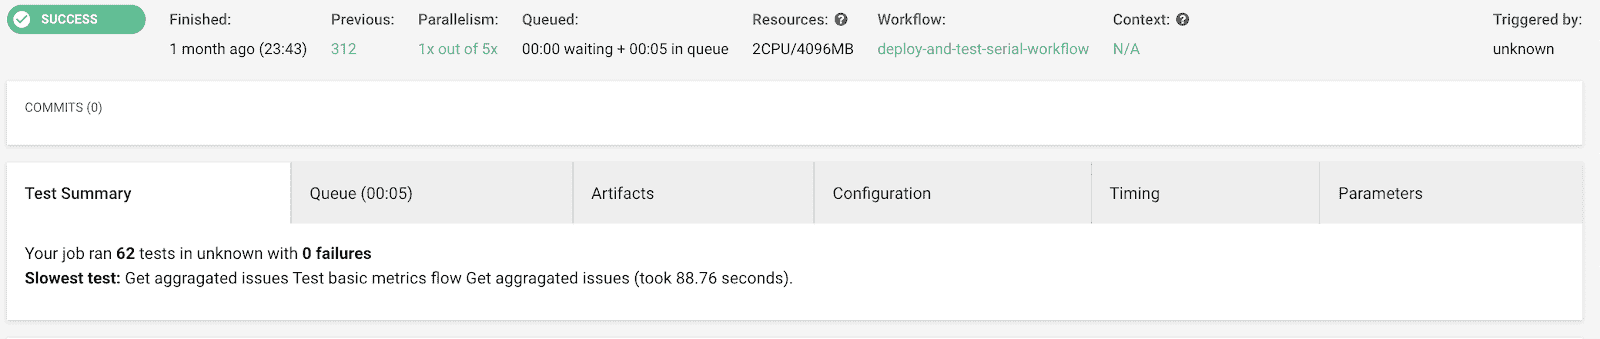 SUCCESS
Finished: Previous: Parallelism: Queued: Resources: Workflow: Context: Triggered by:
1 month ago (23:43) 312 1x out of 5x 00:00 waiting + 00:05 in queue 2CPU/4096MB deploy-and-test-serial-workflow N/A unknown
COMMITS (0)
Test Summary Queue (00:05) Artifacts Configuration Timing Parameters
Your job ran 62 tests in unknown with 0 failures
Slowest test: Get aggragated issues Test basic metrics flow Get aggragated issues (took 88.76 seconds).